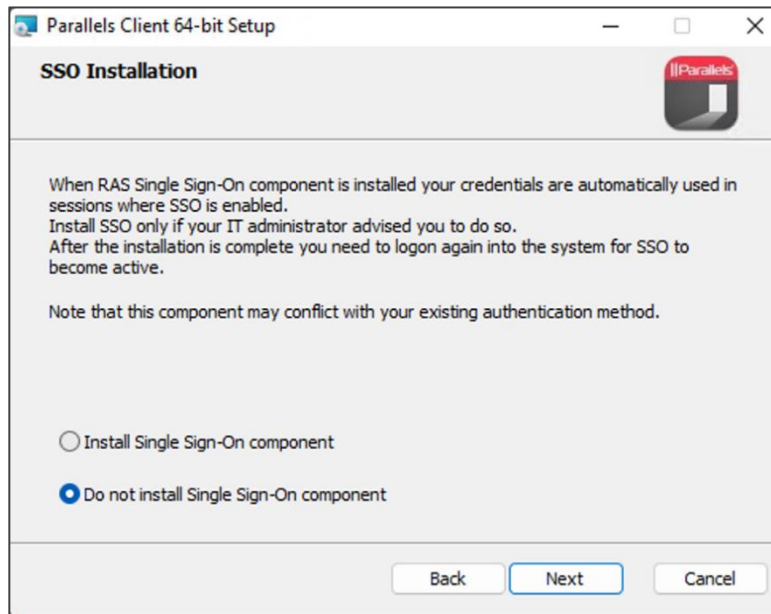 Parallels Client 64-bit Setup
SSO Installation
||Parallels®
When RAS Single Sign-On component is installed your credentials are automatically used in
sessions where SSO is enabled.
Install SSO only if your IT administrator advised you to do so.
After the installation is complete you need to logon again into the system for SSO to
become active.
Note that this component may conflict with your existing authentication method.
Install Single Sign-On component
Do not install Single Sign-On component
Back
Next
Cancel